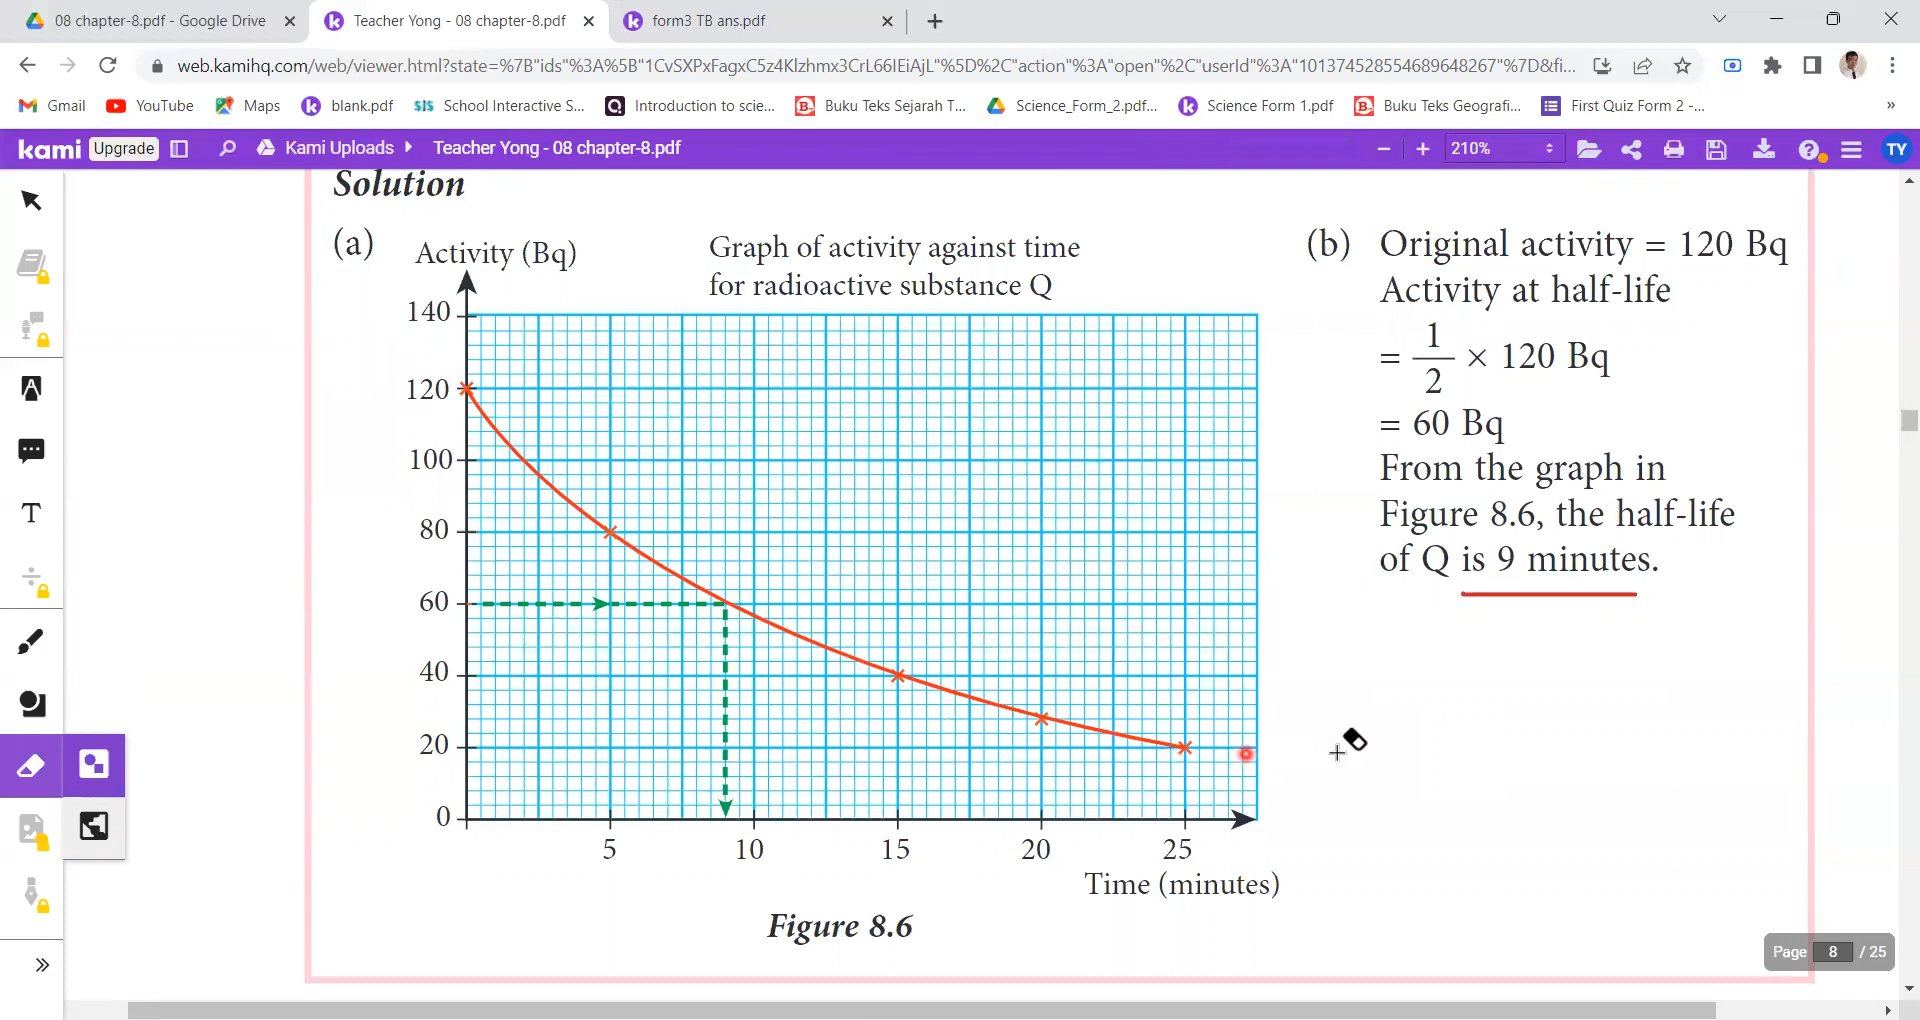 08 chapter-8.pdf - Google Drive
Teacher Yong - 08 chapter-8.pdf
form3 TB ans.pdf
web.kamihq.com/web/viewer.html?state=%7B"ids"%3A%5B"1CvSXPxFagxC5z4Klzhmx3CrL66IEiAjL"%5D%2C"action"%3A"open"%2C"userId"%3A"101374528554689648267"%7D&fi...
Gmail
YouTube
Maps
blank.pdf
SIS School Interactive S...
Introduction to scie...
Buku Teks Sejarah T...
Science_Form_2.pdf...
Science Form 1.pdf
Buku Teks Geografi...
First Quiz Form 2 -...
»
kami Upgrade
Kami Uploads
Teacher Yong - 08 chapter-8.pdf
210%
TY
Solution
(a)
Activity (Bq)
Graph of activity against time
for radioactive substance Q
140
120
100
80
60
40
20
0
5 10 15 20 25
Time (minutes)
Figure 8.6
(b) Original activity = 120 Bq
Activity at half-life
= 1/2 × 120 Bq
= 60 Bq
From the graph in
Figure 8.6, the half-life
of Q is 9 minutes.
T
Page 8 / 25